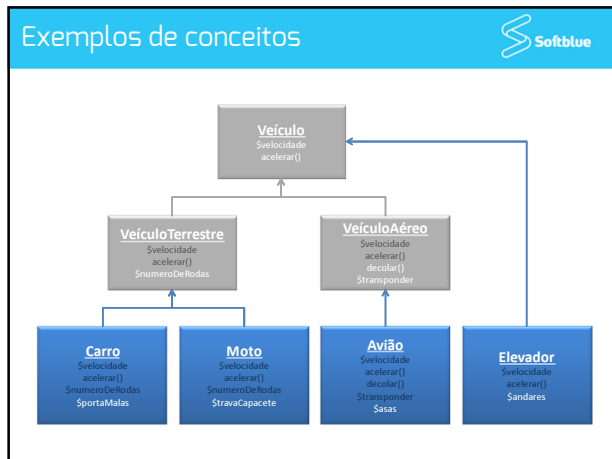 Exemplos de conceitos
Softblue
Veículo
$velocidade
acelerar()
VeículoTerrestre
$velocidade
acelerar()
$numeroDeRodas
VeículoAéreo
$velocidade
acelerar()
decolar()
$transponder
Carro
$velocidade
acelerar()
$numeroDeRodas
$portaMalas
Moto
$velocidade
acelerar()
$numeroDeRodas
$travaCapacete
Avião
$velocidade
acelerar()
decolar()
$transponder
$asas
Elevador
$velocidade
acelerar()
$andares